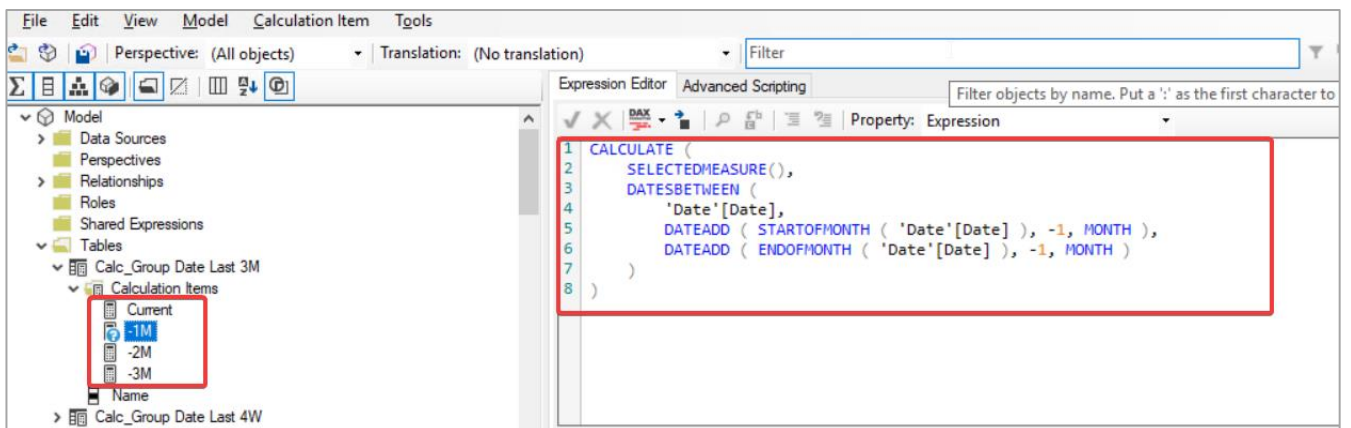 File Edit View Model Calculation Item Tools
Perspective: (All objects) Translation: (No translation) Filter
Expression Editor Advanced Scripting
Filter objects by name. Put a ':' as the first character to
DAX Property: Expression
Model
Data Sources
Perspectives
Relationships
Roles
Shared Expressions
Tables
Calc_Group Date Last 3M
Calculation Items
Current
-1M
-2M
-3M
Name
Calc_Group Date Last 4W
1 CALCULATE (
2 SELECTEDMEASURE(),
3 DATESBETWEEN (
4 'Date'[Date],
5 DATEADD ( STARTOFMONTH ( 'Date'[Date] ), -1, MONTH ),
6 DATEADD ( ENDOFMONTH ( 'Date'[Date] ), -1, MONTH )
7 )
8 )